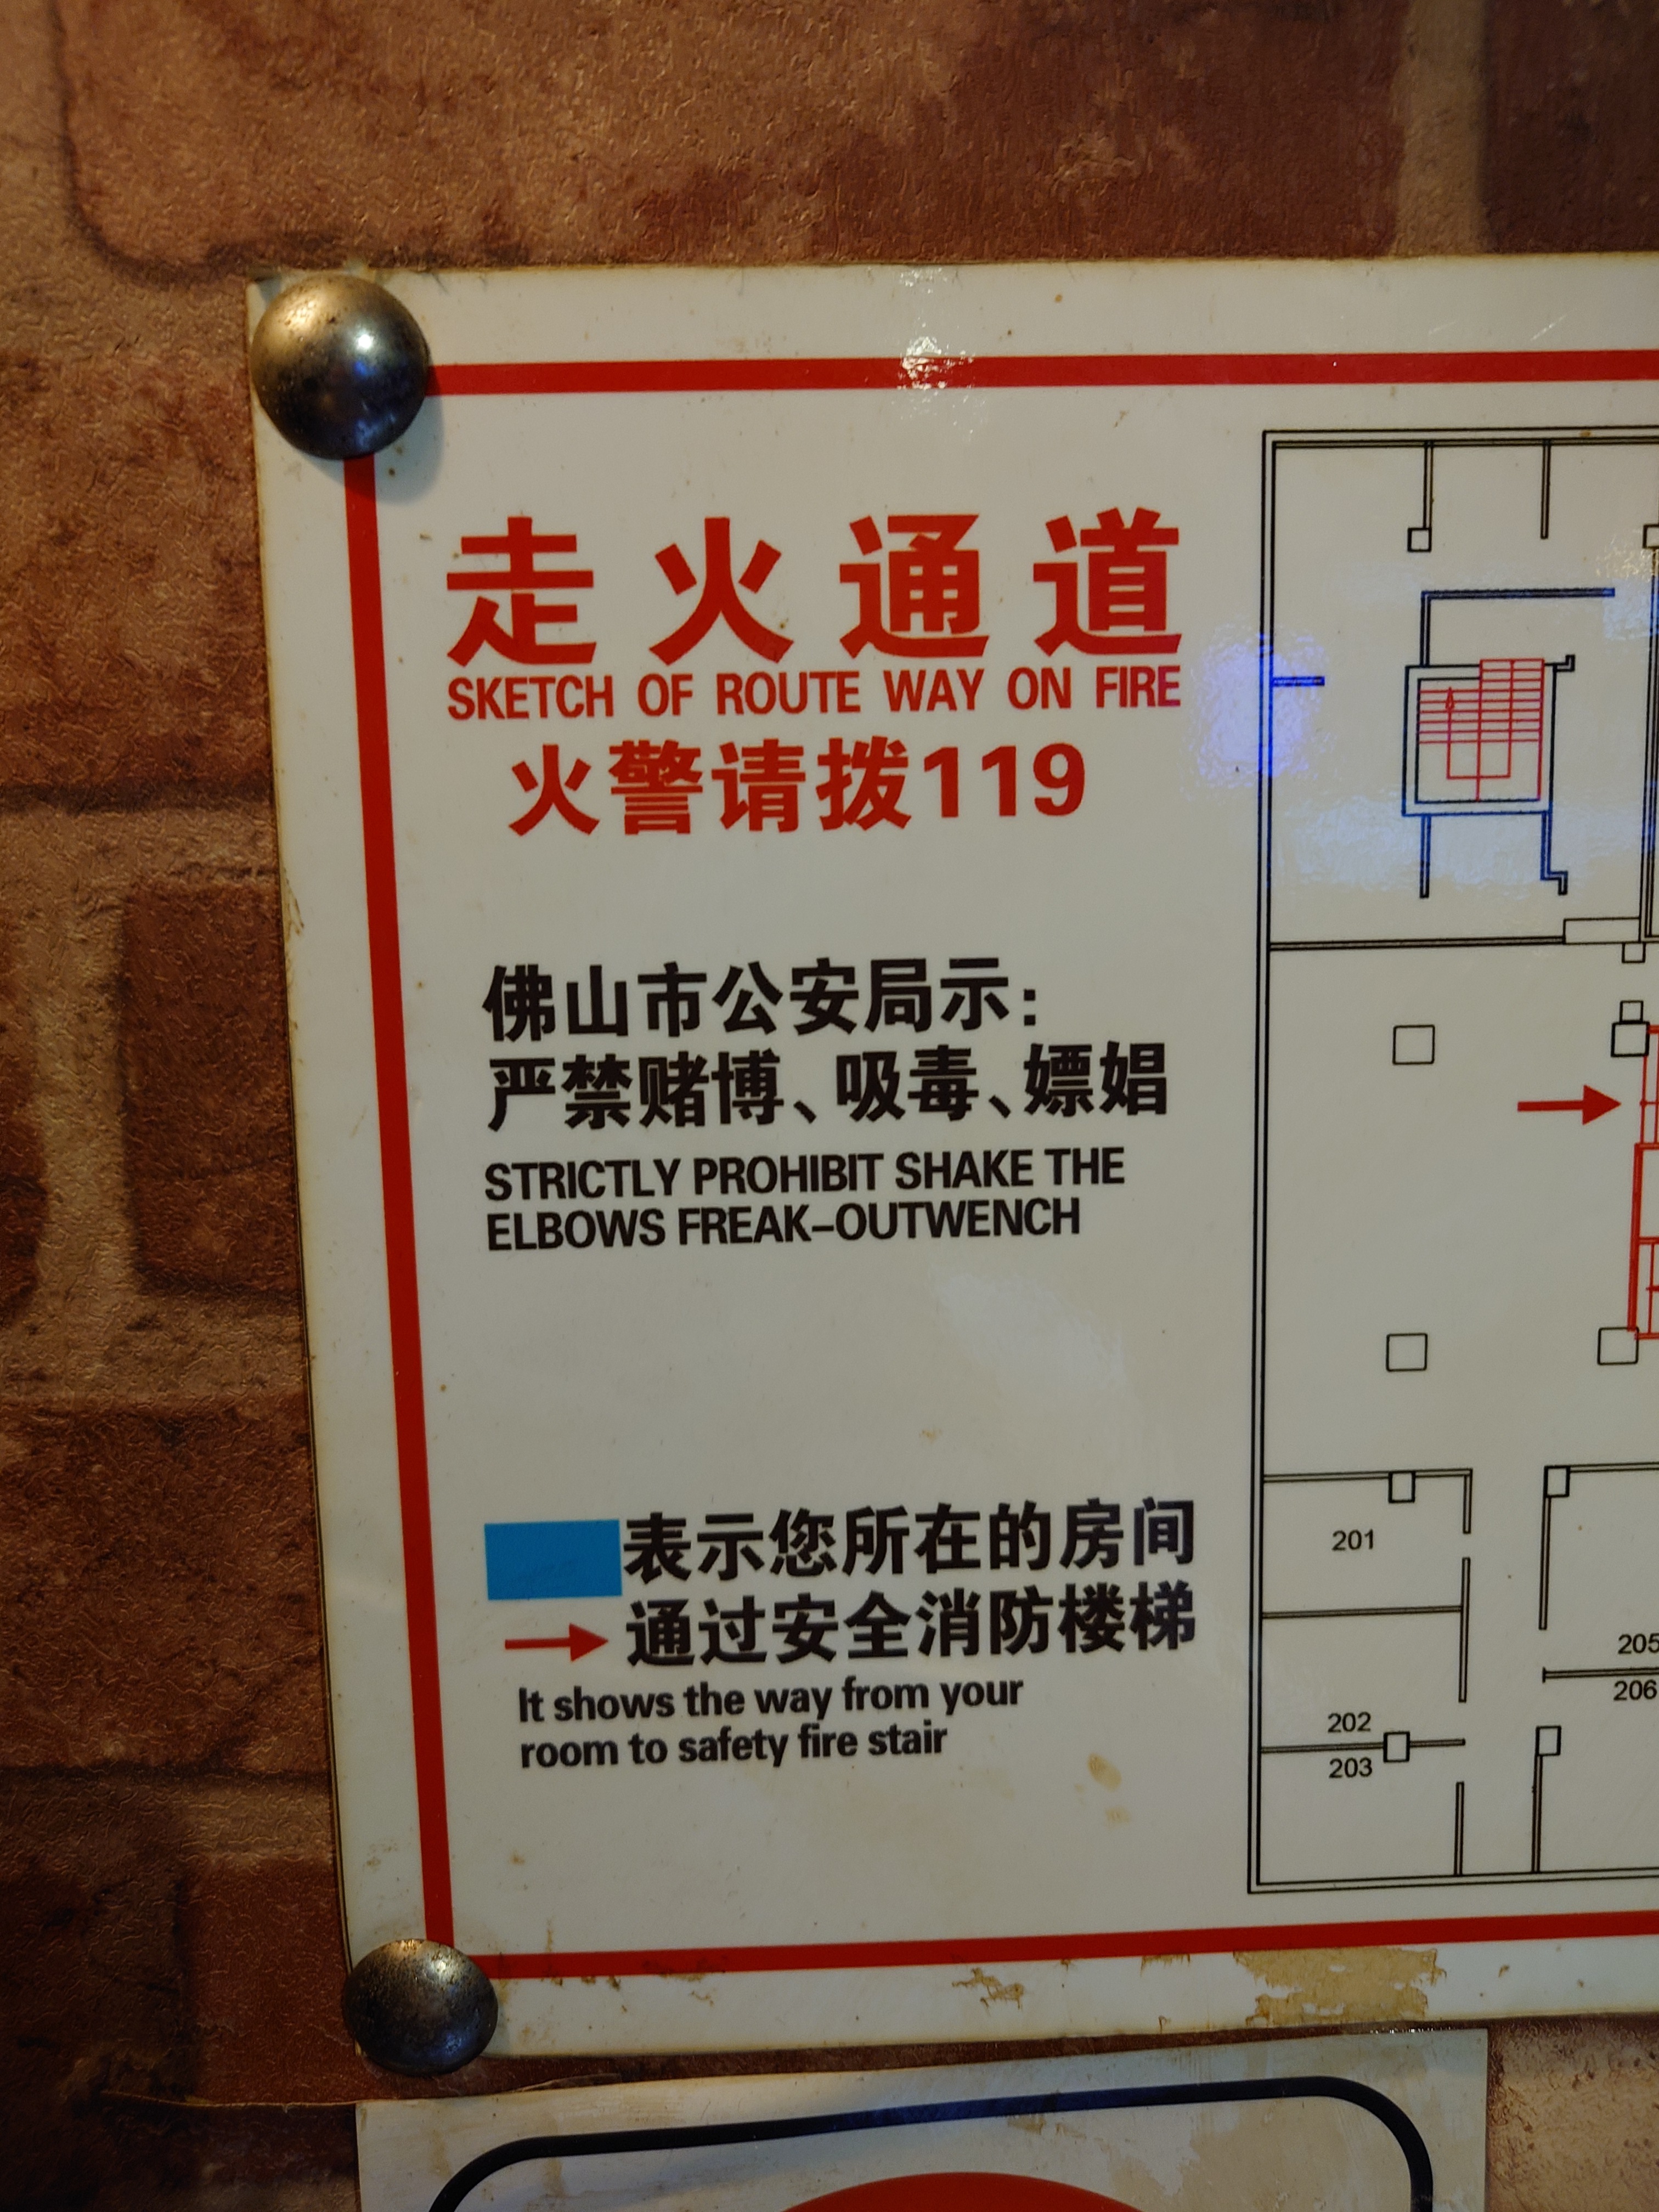 走火通道
SKETCH OF ROUTE WAY ON FIRE
火警请拨119
佛山市公安局示:
严禁赌博、吸毒、嫖娼
STRICTLY PROHIBIT SHAKE THE
ELBOWS FREAK-OUTWENCH
表示您所在的房间
通过安全消防楼梯
It shows the way from your
room to safety fire stair
201
202
203
205
206